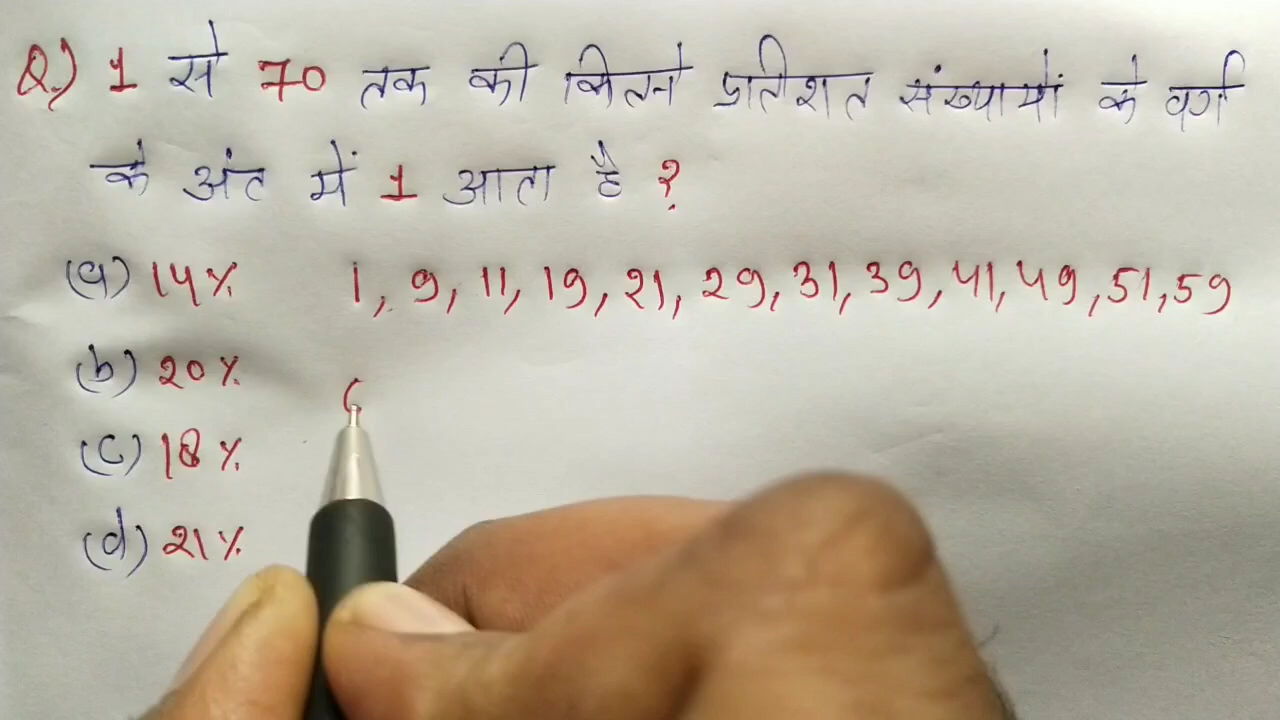 Q.) 1 से 70 तक की कितने प्रतिशत संख्याओं के वर्ग
के अंत में 1 आता है ?
(a) 14%
1, 9, 11, 19, 21, 29, 31, 39, 41, 49, 51, 59
(b) 20%
(c) 18%
(d) 21%